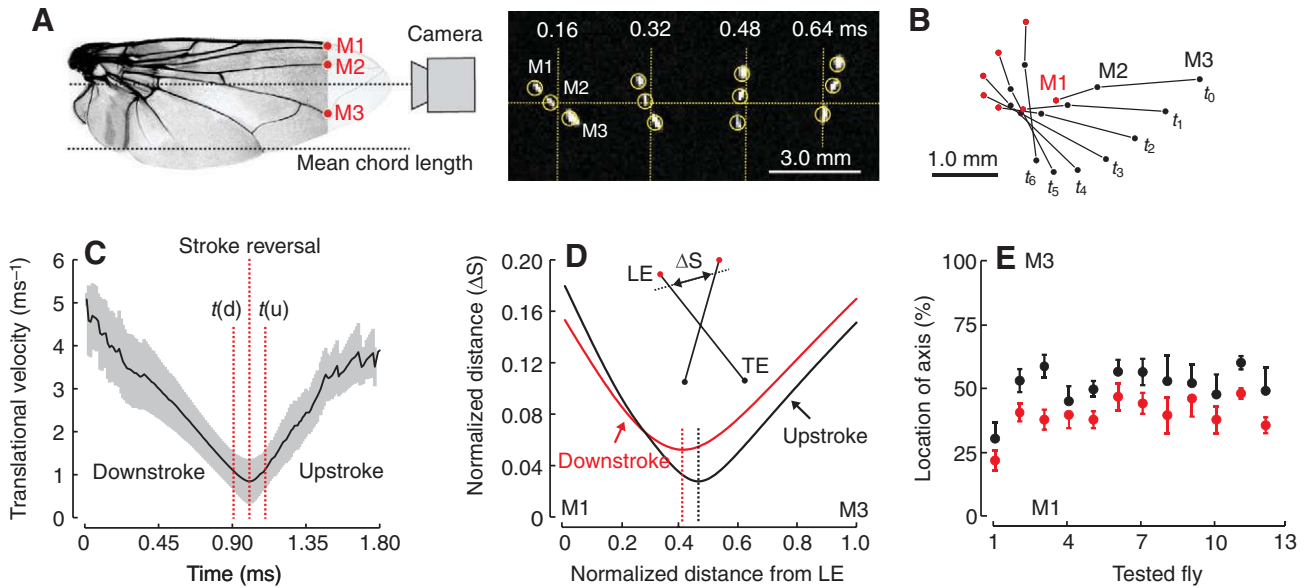 A
M1
M2
M3
Camera
Mean chord length
0.16 0.32 0.48 0.64 ms
M1
M2
M3
3.0 mm
B
M1 M2 M3
t0
t1
t2
t3
t4
t5
t6
1.0 mm
C
Stroke reversal
t(d) t(u)
Downstroke Upstroke
Translational velocity (ms–1)
6
5
4
3
2
1
0
0 0.45 0.90 1.35 1.80
Time (ms)
D
LE ΔS
TE
Downstroke
Upstroke
M1 M3
Normalized distance (ΔS)
0.20
0.16
0.12
0.08
0.04
0
0 0.2 0.4 0.6 0.8 1.0
Normalized distance from LE
E M3
M1
Location of axis (%)
100
75
50
25
0
1 4 7 10 13
Tested fly